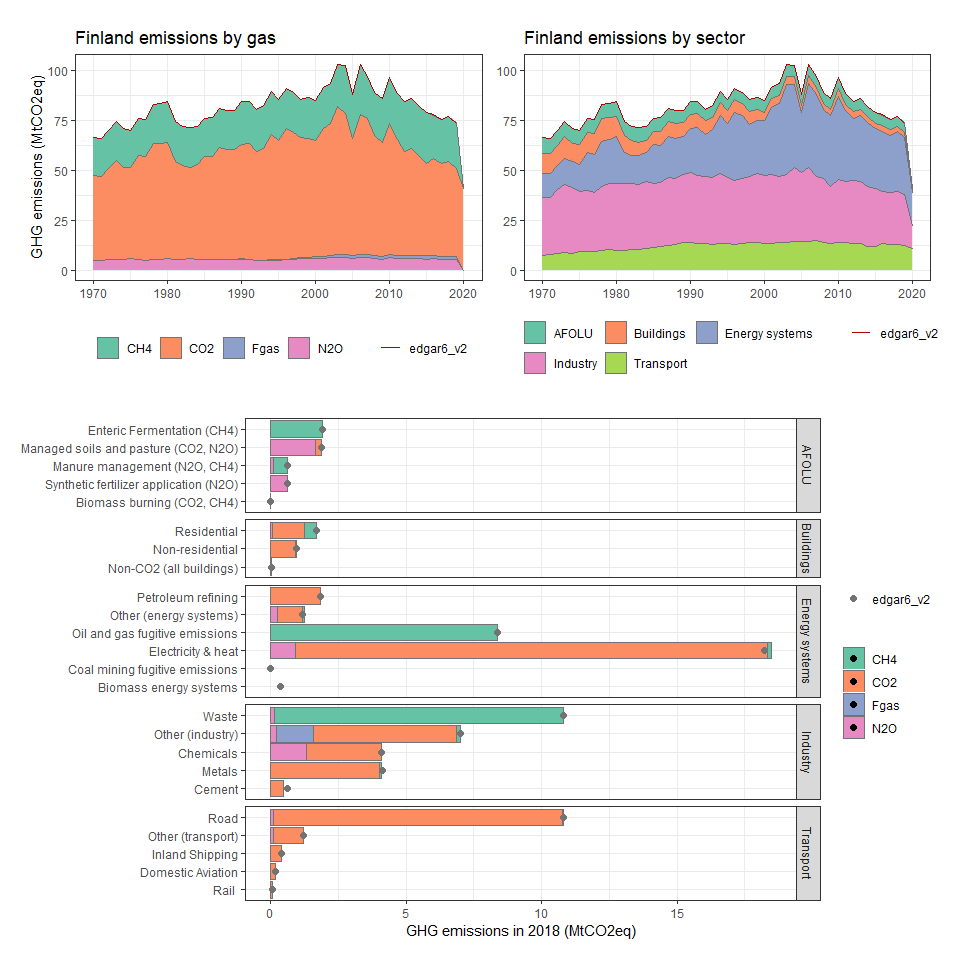 Finland emissions by gas
Finland emissions by sector
GHG emissions (MtCO2eq)
100
75
50
25
0
1970
1980
1990
2000
2010
2020
100
75
50
25
0
1970
1980
1990
2000
2010
2020
CH4
CO2
Fgas
N2O
edgar6_v2
AFOLU
Buildings
Energy systems
edgar6_v2
Industry
Transport
Enteric Fermentation (CH4)
Managed soils and pasture (CO2, N2O)
Manure management (N2O, CH4)
Synthetic fertilizer application (N2O)
Biomass burning (CO2, CH4)
AFOLU
Residential
Non-residential
Non-CO2 (all buildings)
Buildings
Petroleum refining
Other (energy systems)
Oil and gas fugitive emissions
Electricity & heat
Coal mining fugitive emissions
Biomass energy systems
Energy systems
Waste
Other (industry)
Chemicals
Metals
Cement
Industry
Road
Other (transport)
Inland Shipping
Domestic Aviation
Rail
Transport
0
5
10
15
GHG emissions in 2018 (MtCO2eq)
edgar6_v2
CH4
CO2
Fgas
N2O